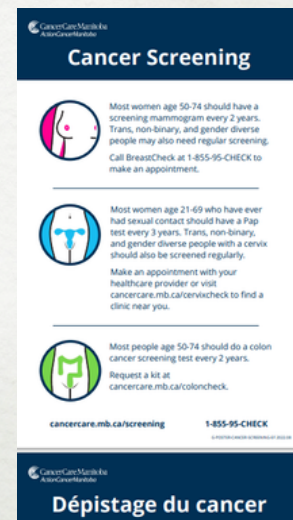 CancerCareManitoba
ActionCancerManitoba
Cancer Screening
Most women age 50-74 should have a
screening mammogram every 2 years.
Trans, non-binary, and gender diverse
people may also need regular screening.
Call BreastCheck at 1-855-95-CHECK to
make an appointment.
Most women age 21-69 who have ever
had sexual contact should have a Pap
test every 3 years. Trans, non-binary,
and gender diverse people with a cervix
should also be screened regularly.
Make an appointment with your
healthcare provider or visit
cancercare.mb.ca/cervixcheck to find a
clinic near you.
Most people age 50-74 should do a colon
cancer screening test every 2 years.
Request a kit at
cancercare.mb.ca/coloncheck.
cancercare.mb.ca/screening 1-855-95-CHECK
CancerCareManitoba
ActionCancerManitoba
Dépistage du cancer